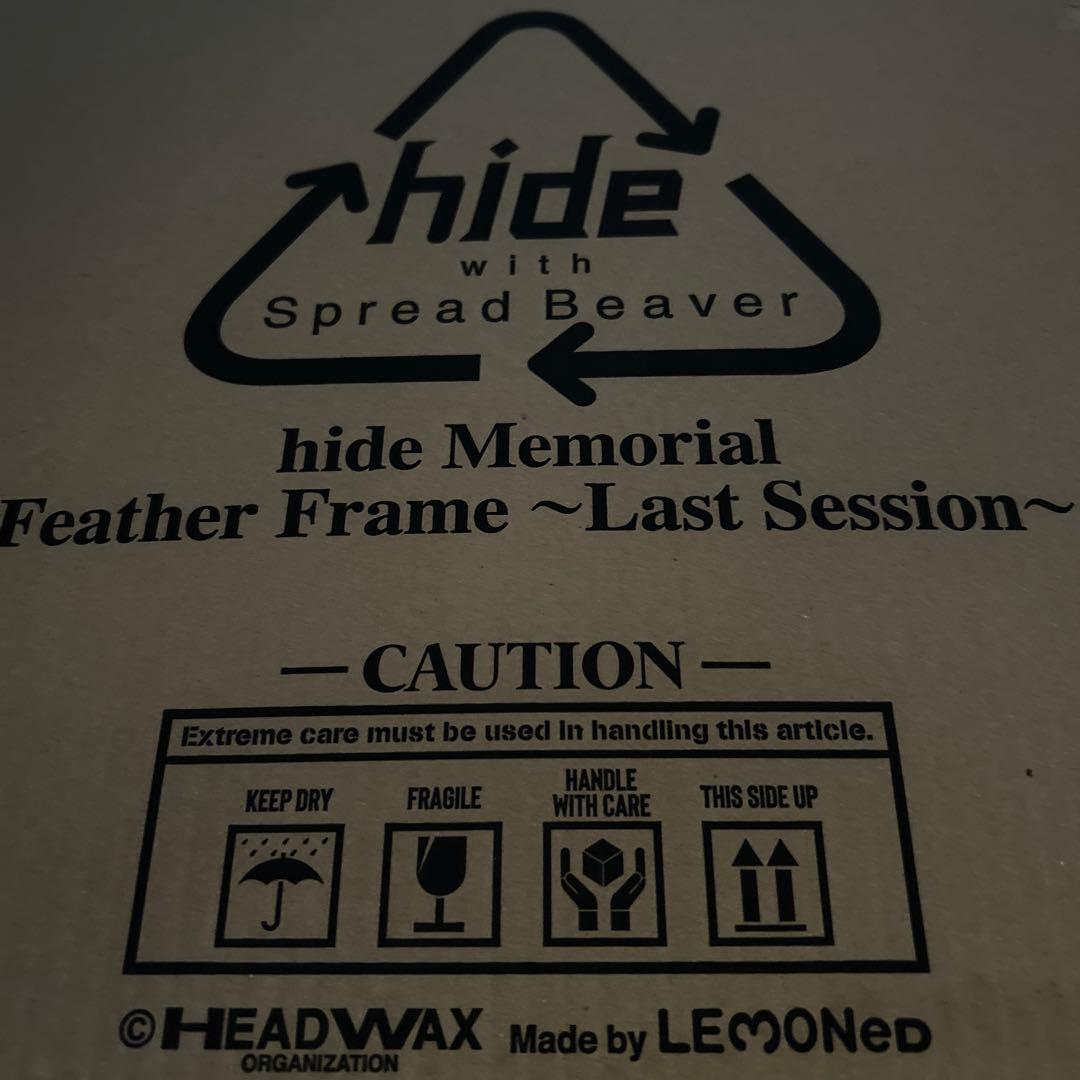 hide
with
Spread Beaver
hide Memorial
Feather Frame ~Last Session~
— CAUTION —
Extreme care must be used in handling this article.
KEEP DRY
FRAGILE
HANDLE
WITH CARE
THIS SIDE UP
©HEADWAX
ORGANIZATION
Made by LEMONeD